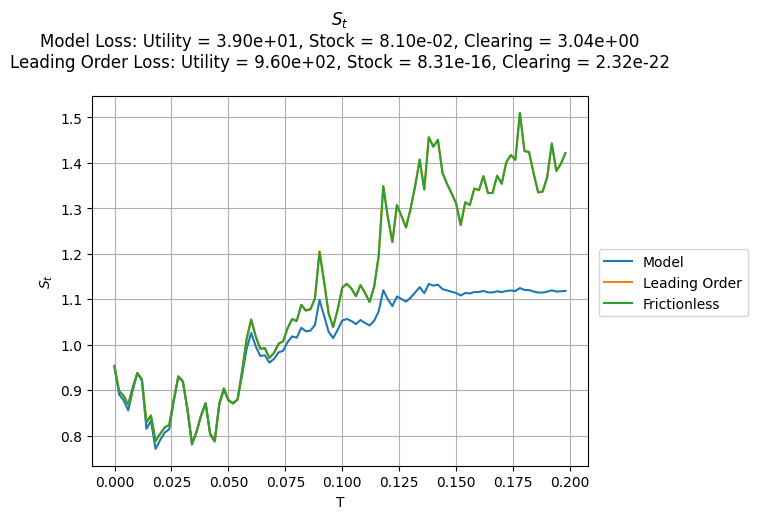 S_t
Model Loss: Utility = 3.90e+01, Stock = 8.10e-02, Clearing = 3.04e+00
Leading Order Loss: Utility = 9.60e+02, Stock = 8.31e-16, Clearing = 2.32e-22
1.5
1.4
1.3
1.2
1.1
1.0
0.9
0.8
S_t
0.000 0.025 0.050 0.075 0.100 0.125 0.150 0.175 0.200
T
Model
Leading Order
Frictionless